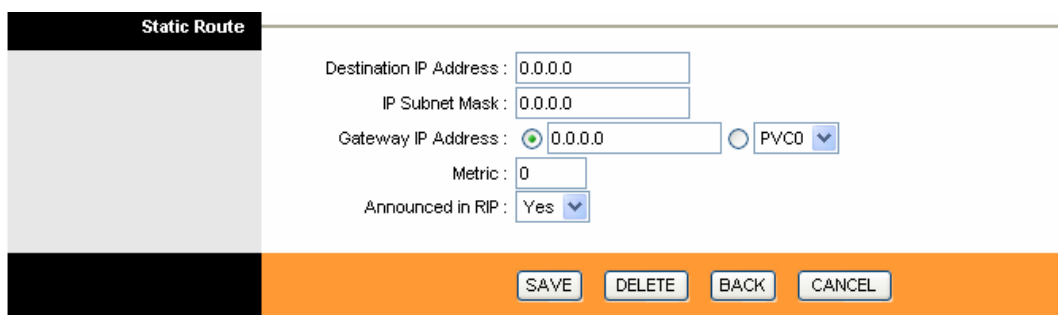 Static Route
Destination IP Address : 0.0.0.0
IP Subnet Mask : 0.0.0.0
Gateway IP Address : 0.0.0.0 PVC0
Metric : 0
Announced in RIP : Yes
SAVE DELETE BACK CANCEL